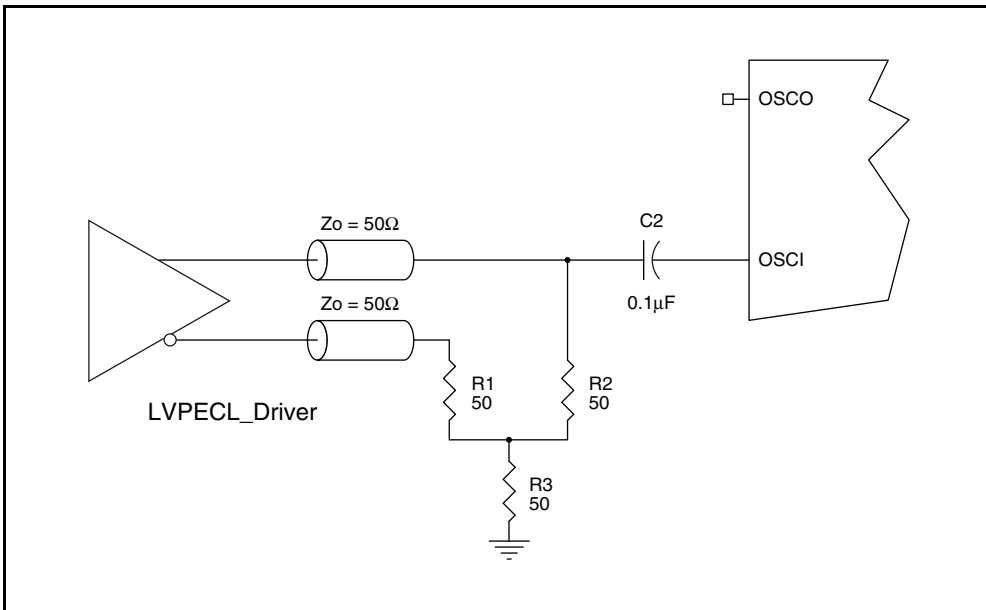 OSCO
Zo = 50Ω
C2
OSCI
0.1µF
Zo = 50Ω
R1
50
R2
50
LVPECL_Driver
R3
50